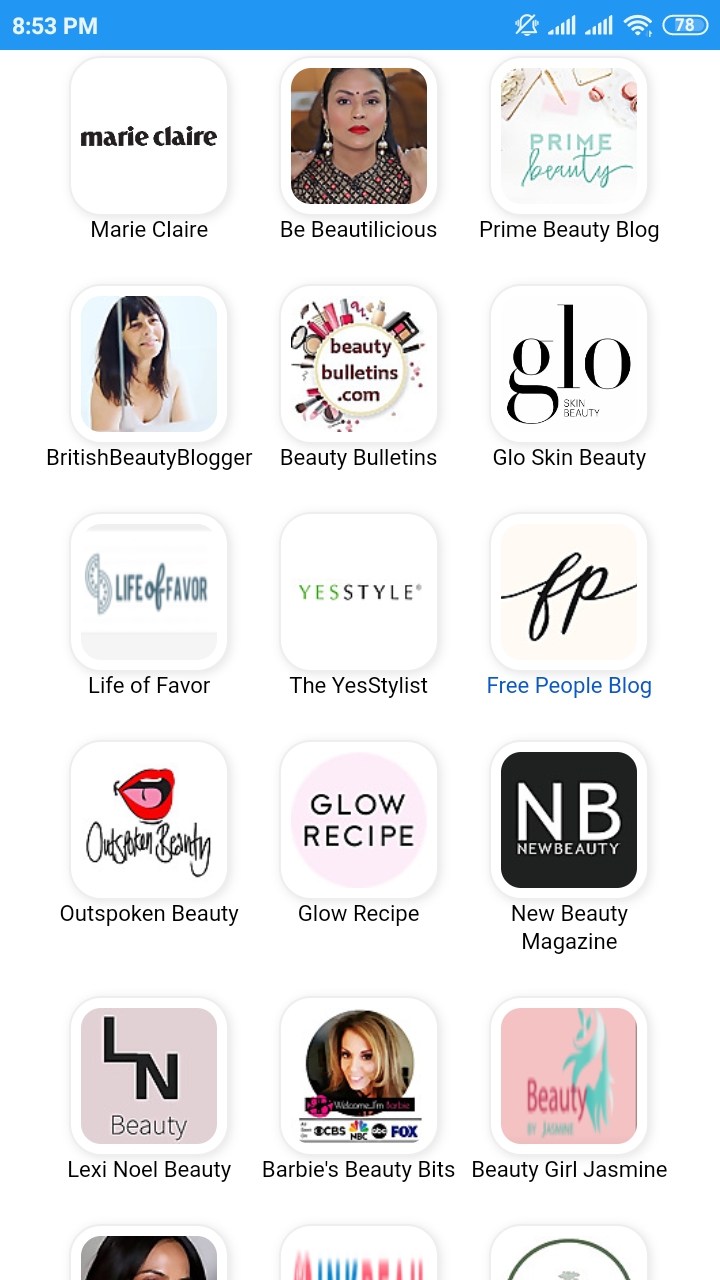 8:53 PM
78
marie claire
PRIME
beauty
Marie Claire
Be Beautilicious
Prime Beauty Blog
beauty
bulletins
.com
glo
SKIN
BEAUTY
BritishBeautyBlogger
Beauty Bulletins
Glo Skin Beauty
LIFE of FAVOR
YESSTYLE®
fp
Life of Favor
The YesStylist
Free People Blog
Outspoken Beauty
GLOW
RECIPE
NB
NEWBEAUTY
Outspoken Beauty
Glow Recipe
New Beauty
Magazine
LN
Beauty
Welcome..I'm Barbie
As Seen On CBS NBC abc FOX
Beauty
BY JASMINE
Lexi Noel Beauty
Barbie's Beauty Bits
Beauty Girl Jasmine